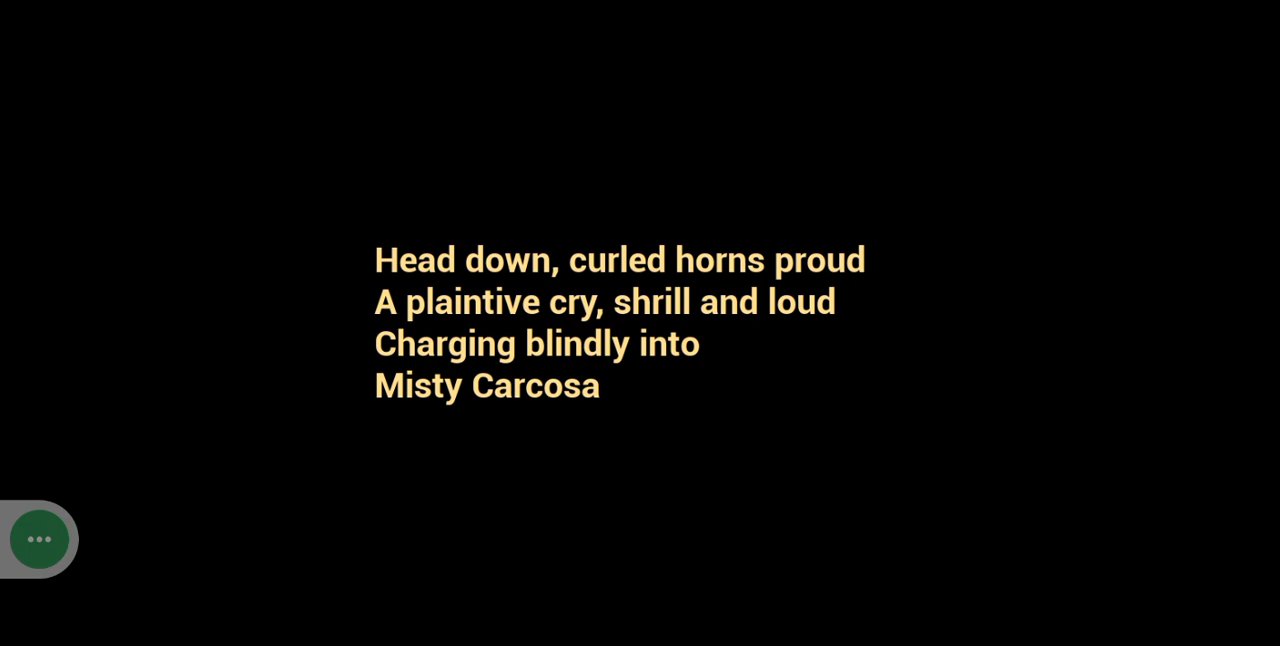 Head down, curled horns proud
A plaintive cry, shrill and loud
Charging blindly into
Misty Carcosa